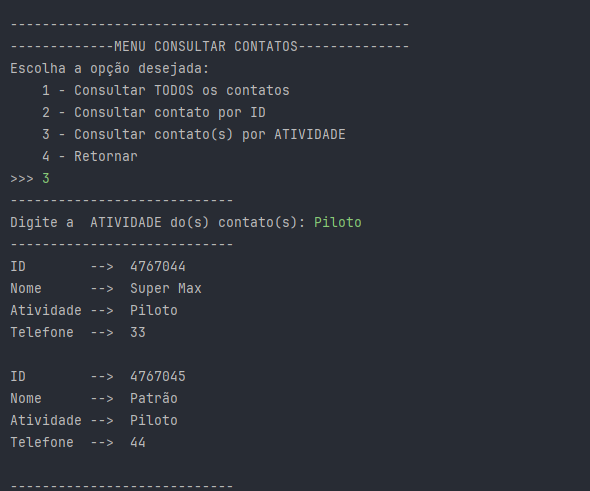 --------------------------------------------------
-------------MENU CONSULTAR CONTATOS--------------
Escolha a opção desejada:
    1 - Consultar TODOS os contatos
    2 - Consultar contato por ID
    3 - Consultar contato(s) por ATIVIDADE
    4 - Retornar
>>> 3
----------------------------
Digite a  ATIVIDADE do(s) contato(s): Piloto
----------------------------
ID        -->  4767044
Nome      -->  Super Max
Atividade -->  Piloto
Telefone  -->  33

ID        -->  4767045
Nome      -->  Patrão
Atividade -->  Piloto
Telefone  -->  44

----------------------------